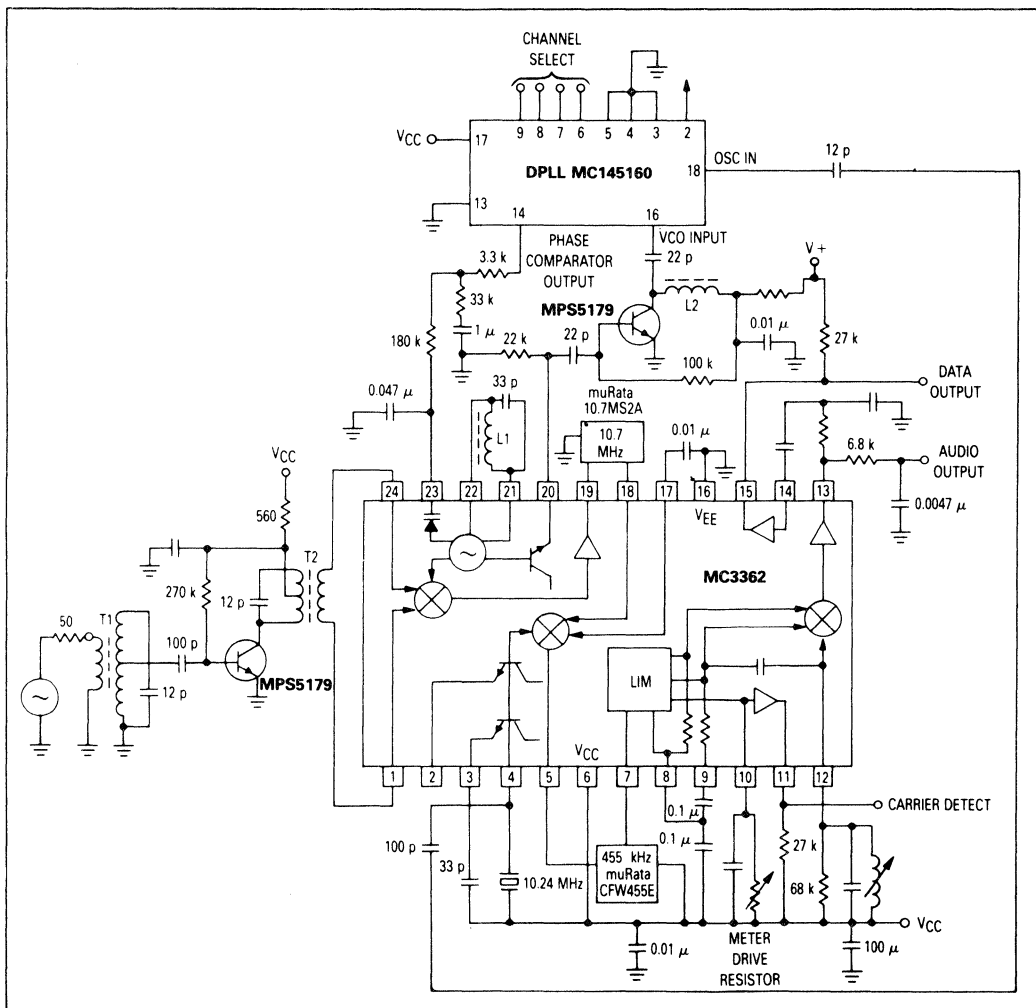 CHANNEL
SELECT
9 8 7 6 5 4 3 2
VCC
17
OSC IN
12 p
18
DPLL MC145160
13
14
16
PHASE
COMPARATOR
OUTPUT
VCO INPUT
V +
3.3 k
22 p
33 k
MPS5179
L2
1 μ
22 k
22 p
0.01 μ
27 k
180 k
100 k
33 p
muRata
10.7MS2A
DATA
OUTPUT
0.047 μ
L1
10.7
MHz
0.01 μ
6.8 k
AUDIO
OUTPUT
VCC
24 23 22 21 20 19 18 17 16 15 14 13
0.0047 μ
VEE
560
T2
MC3362
270 k
12 p
50
T1
100 p
12 p
MPS5179
LIM
VCC
1 2 3 4 5 6 7 8 9 10 11 12
CARRIER DETECT
0.1 μ
100 p
33 p
10.24 MHz
455 kHz
muRata
CFW455E
0.1 μ
27 k
68 k
VCC
0.01 μ
METER
DRIVE
RESISTOR
100 μ